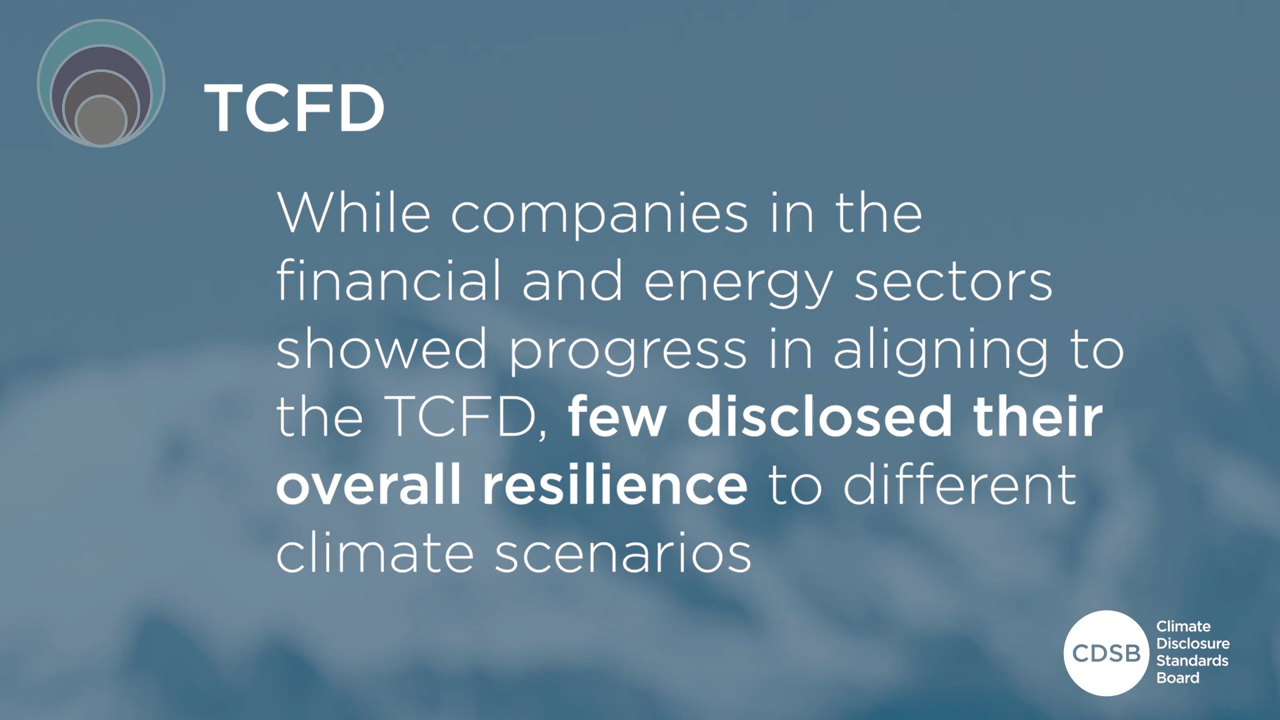 TCFD
While companies in the
financial and energy sectors
showed progress in aligning to
the TCFD, few disclosed their
overall resilience to different
climate scenarios
CDSB
Climate
Disclosure
Standards
Board